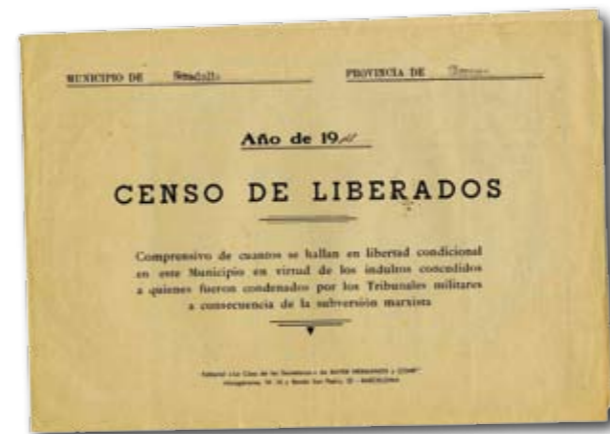 MUNICIPIO DE PROVINCIA DE
Año de 19
CENSO DE LIBERADOS
Comprensivo de cuantos se hallan en libertad condicional
en este Municipio en virtud de los indultos concedidos
a quienes fueron condenados por los Tribunales militares
a consecuencia de la subversión marxista
BARCELONA